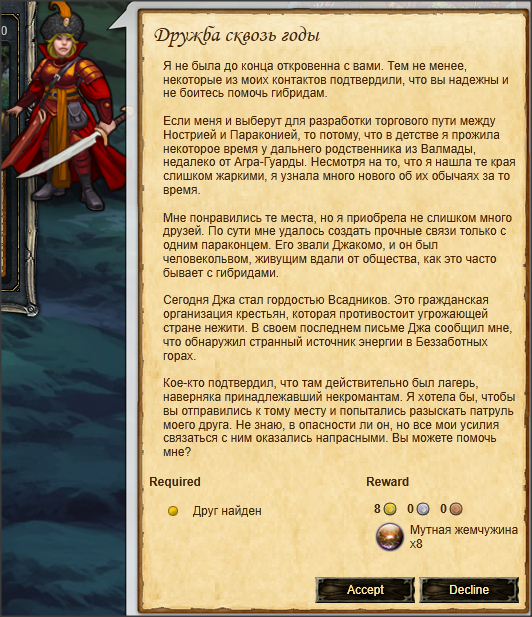 0
Дружба сквозь годы
Я не была до конца откровенна с вами. Тем не менее,
некоторые из моих контактов подтвердили, что вы надежны и
не боитесь помочь гибридам.
Если меня и выберут для разработки торгового пути между
Нострией и Параконией, то потому, что в детстве я прожила
некоторое время у дальнего родственника из Валмады,
недалеко от Агра-Гуарды. Несмотря на то, что я нашла те края
слишком жаркими, я узнала много нового об их обычаях за то
время.
Мне понравились те места, но я приобрела не слишком много
друзей. По сути мне удалось создать прочные связи только с
одним параконцем. Его звали Джакомо, и он был
человекольвом, живущим вдали от общества, как это часто
бывает с гибридами.
Сегодня Джа стал гордостью Всадников. Это гражданская
организация крестьян, которая противостоит угрожающей
стране нежити. В своем последнем письме Джа сообщил мне,
что обнаружил странный источник энергии в Беззаботных
горах.
Кое-кто подтвердил, что там действительно был лагерь,
наверняка принадлежавший некромантам. Я хотела бы, чтобы
вы отправились к тому месту и попытались разыскать патруль
моего друга. Не знаю, в опасности ли он, но все мои усилия
связаться с ним оказались напрасными. Вы можете помочь
мне?
Required Reward
Друг найден
8 0 0
Мутная жемчужина
x8
Accept Decline